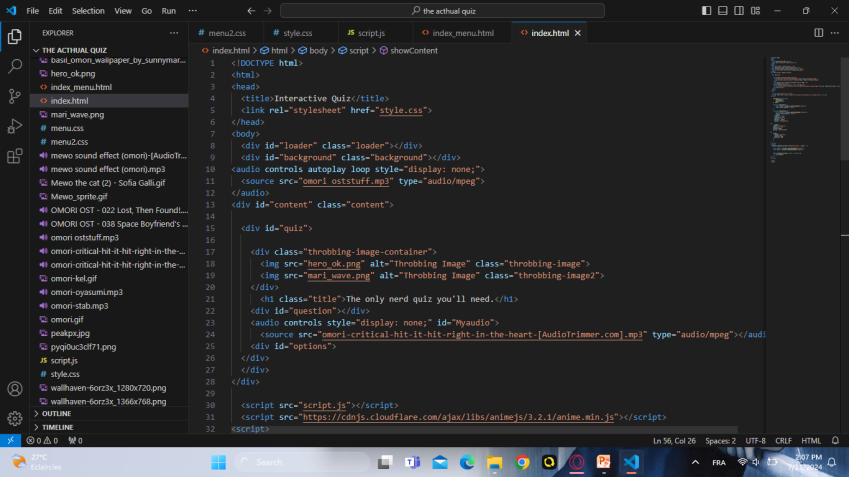 File Edit Selection View Go Run ··· the acthual quiz
EXPLORER ···
THE ACTHUAL QUIZ
basil_omori_wallpaper_by_sunnymar...
hero_ok.png
index_menu.html
index.html
mari_wave.png
menu.css
menu2.css
mewo sound effect (omori)-[AudioTr...
mewo sound effect (omori).mp3
Mewo the cat (2) - Sofia Galli.gif
Mewo_sprite.gif
OMORI OST - 022 Lost, Then Found!....
OMORI OST - 038 Space Boyfriend's ...
omori oststuff.mp3
omori-critical-hit-it-hit-right-in-the-...
omori-critical-hit-it-hit-right-in-the-...
omori-kel.gif
omori-oyasumi.mp3
omori-stab.mp3
omori.gif
peakpxjpg
pyqi0uc3clf71.png
script.js
style.css
wallhaven-6orz3x_1280x720.png
wallhaven-6orz3x_1366x768.png
OUTLINE
TIMELINE
menu2.css style.css script.js index_menu.html index.html
index.html > html > body > script > showContent
1 <!DOCTYPE html>
2 <html>
3 <head>
4 <title>Interactive Quiz</title>
5 <link rel="stylesheet" href="style.css">
6 </head>
7 <body>
8 <div id="loader" class="loader"></div>
9 <div id="background" class="background"></div>
10 <audio controls autoplay loop style="display: none;">
11 <source src="omori oststuff.mp3" type="audio/mpeg">
12 </audio>
13 <div id="content" class="content">
14
15 <div id="quiz">
16
17 <div class="throbbing-image-container">
18 <img src="hero_ok.png" alt="Throbbing Image" class="throbbing-image">
19 <img src="mari_wave.png" alt="Throbbing Image" class="throbbing-image2">
20 </div>
21 <h1 class="title">The only nerd quiz you'll need.</h1>
22 <div id="question"></div>
23 <audio controls style="display: none;" id="Myaudio">
24 <source src="omori-critical-hit-it-hit-right-in-the-heart-[AudioTrimmer.com].mp3" type="audio/mpeg"></audi
25 <div id="options">
26 </div>
27 </div>
28 </div>
29
30 <script src="script.js"></script>
31 <script src="https://cdnjs.cloudflare.com/ajax/libs/animejs/3.2.1/anime.min.js"></script>
32 <script>
0 0 0 Ln 56, Col 26 Spaces: 2 UTF-8 CRLF HTML
27°C
Eclaircies
Search
FRA
2:07 PM